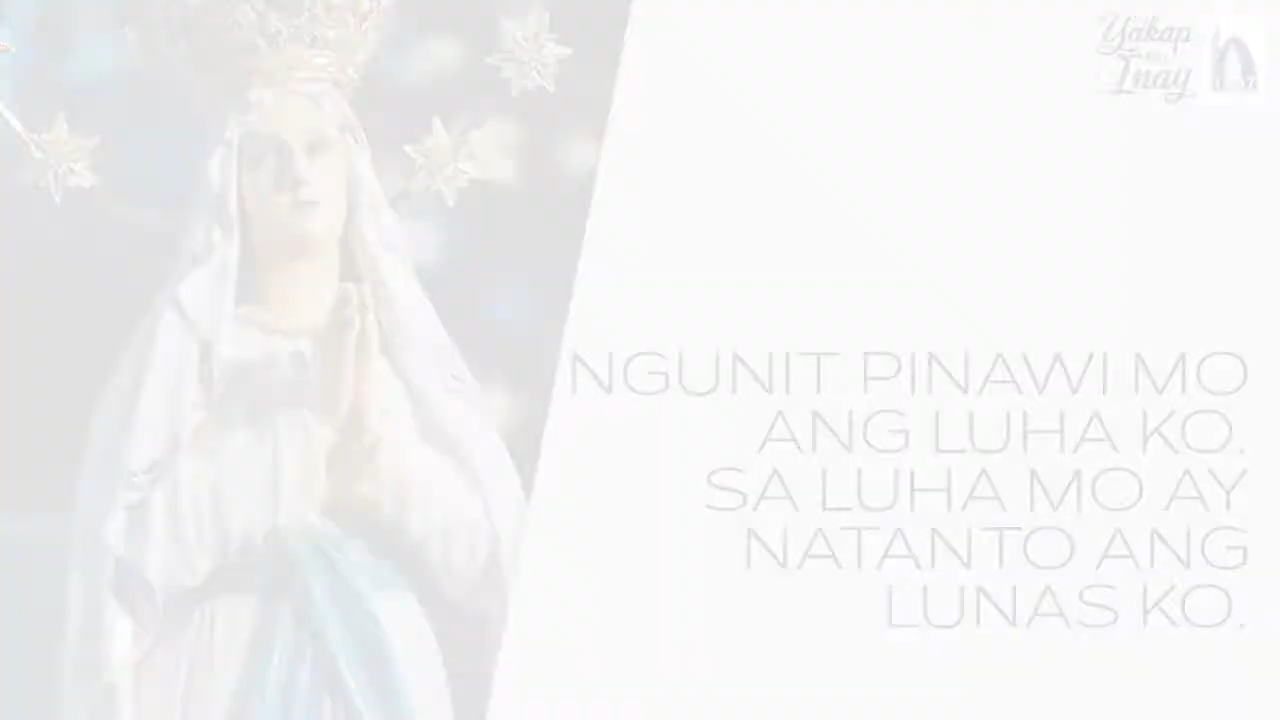 Yakap
Inay
NGUNIT PINAWI MO
ANG LUHA KO.
SA LUHA MO AY
NATANTO ANG
LUNAS KO.